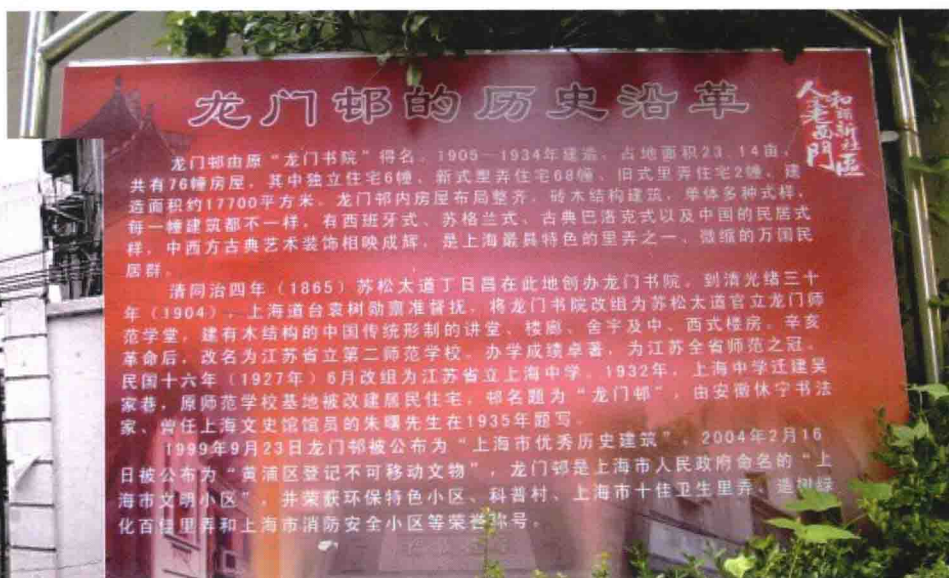 龙门邨的历史沿革
人文老西門
和谐新社區
龙门邨由原“龙门书院”得名。1905－1934年建造。占地面积23.14亩，
共有76幢房屋，其中独立住宅6幢、新式里弄住宅68幢、旧式里弄住宅2幢、建
造面积约17700平方米。龙门邨内房屋布局整齐，砖木结构建筑，单体多种式样，
每一幢建筑都不一样，有西班牙式、苏格兰式、古典巴洛克式以及中国的民居式
样，中西方古典艺术装饰相映成辉，是上海最具特色的里弄之一、微缩的万国民
居群。
清同治四年（1865）苏松太道丁日昌在此地创办龙门书院。到清光绪三十
年（1904），上海道台袁树勋禀准督抚，将龙门书院改组为苏松太道官立龙门师
范学堂，建有木结构的中国传统形制的讲堂、楼廊、舍宇及中、西式楼房。辛亥
革命后，改名为江苏省立第二师范学校。办学成绩卓著，为江苏全省师范之冠。
民国十六年（1927年）6月改组为江苏省立上海中学。1932年，上海中学迁建吴
家巷，原师范学校基地被改建居民住宅，邨名题为“龙门邨”，由安徽休宁书法
家、曾任上海文史馆馆员的朱曙先生在1935年题写。
1999年9月23日龙门邨被公布为“上海市优秀历史建筑”，2004年2月16
日被公布为“黄浦区登记不可移动文物”，龙门邨是上海市人民政府命名的“上
海市文明小区”，并荣获环保特色小区、科普村、上海市十佳卫生里弄、造树绿
化百佳里弄和上海市消防安全小区等荣誉称号。